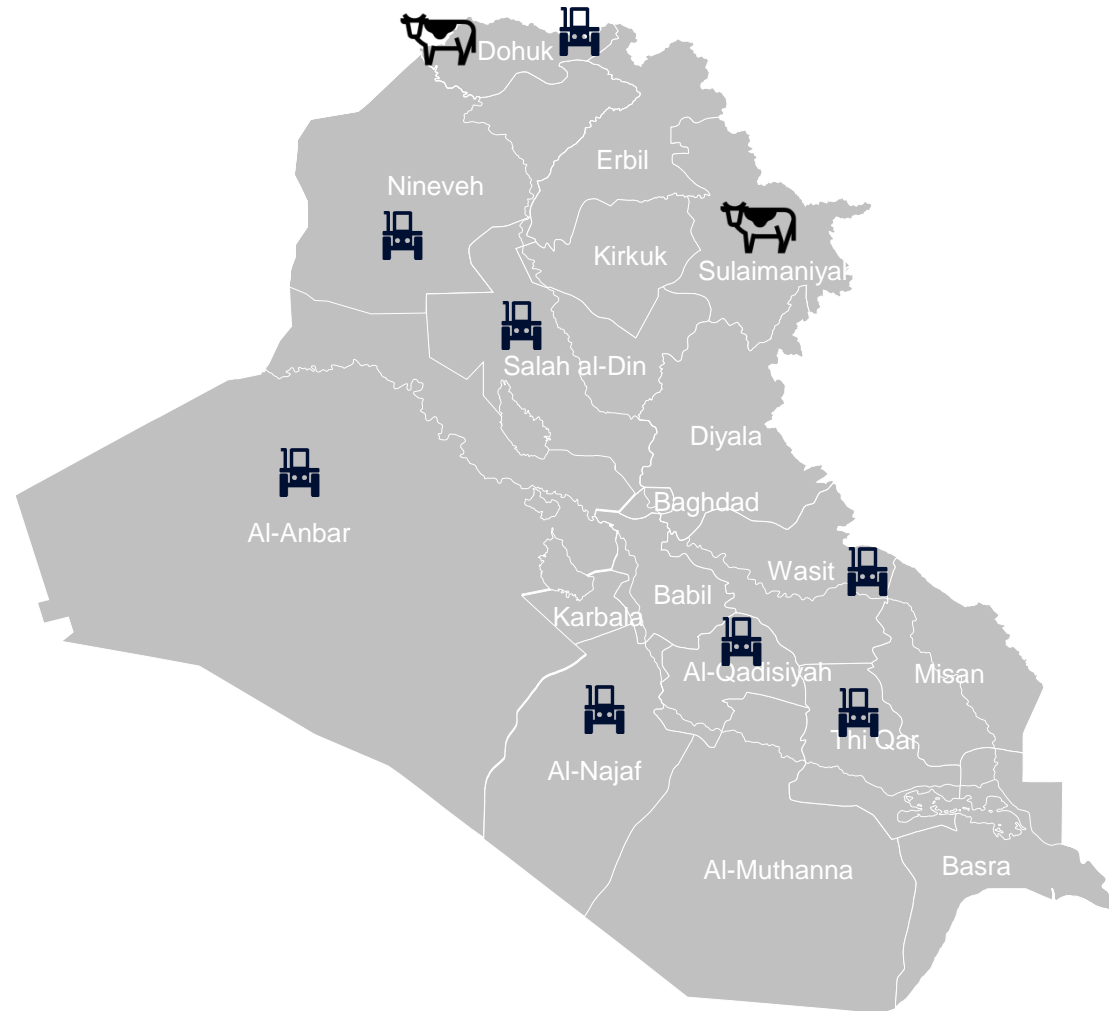 Dohuk
Erbil
Nineveh
Kirkuk
Sulaimaniyah
Salah al-Din
Diyala
Baghdad
Al-Anbar
Wasit
Babil
Karbala
Al-Qadisiyah
Misan
Thi Qar
Al-Najaf
Al-Muthanna
Basra